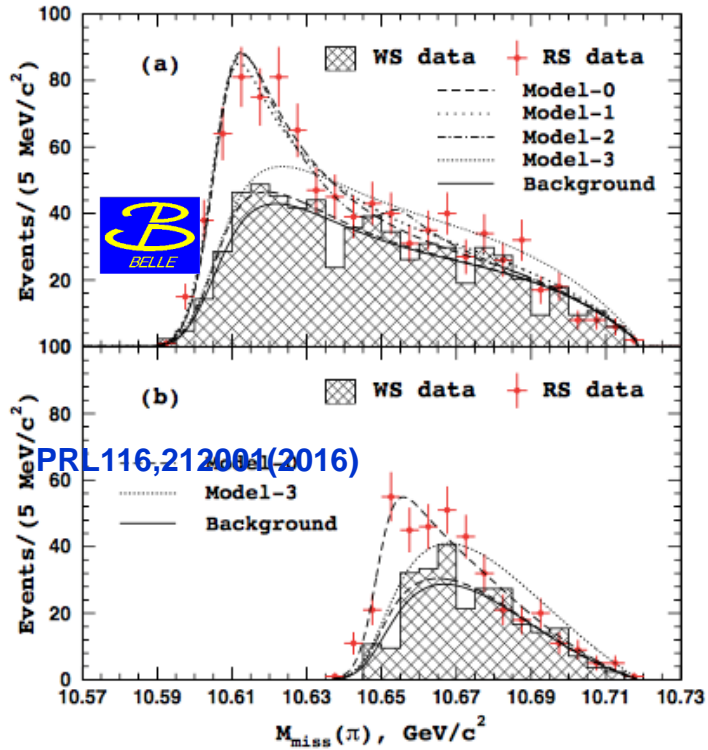 100
(a)
WS data
RS data
80
Model-0
Model-1
Model-2
60
Model-3
Background
40
BELLE
20
Events/(5 MeV/c²)
100
(b)
WS data
RS data
80
PRL116,212001(2016)
Model-0
60
Model-3
Background
40
20
0
Events/(5 MeV/c²)
10.57 10.59 10.61 10.63 10.65 10.67 10.69 10.71 10.73
M_miss(π), GeV/c²